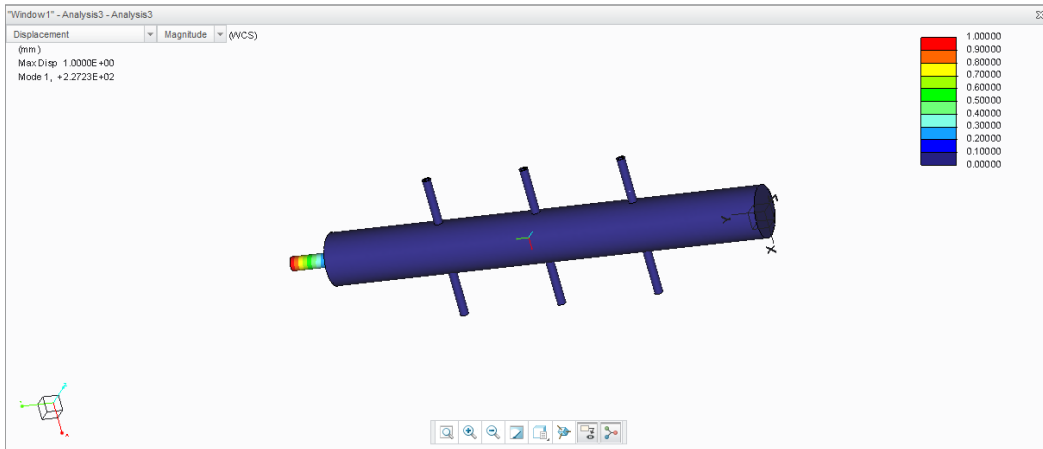 "Window1" - Analysis3 - Analysis3
Displacement Magnitude (WCS)
(mm)
Max Disp 1.0000E+00
Mode 1, +2.2723E+02
1.00000
0.90000
0.80000
0.70000
0.60000
0.50000
0.40000
0.30000
0.20000
0.10000
0.00000
Y
X